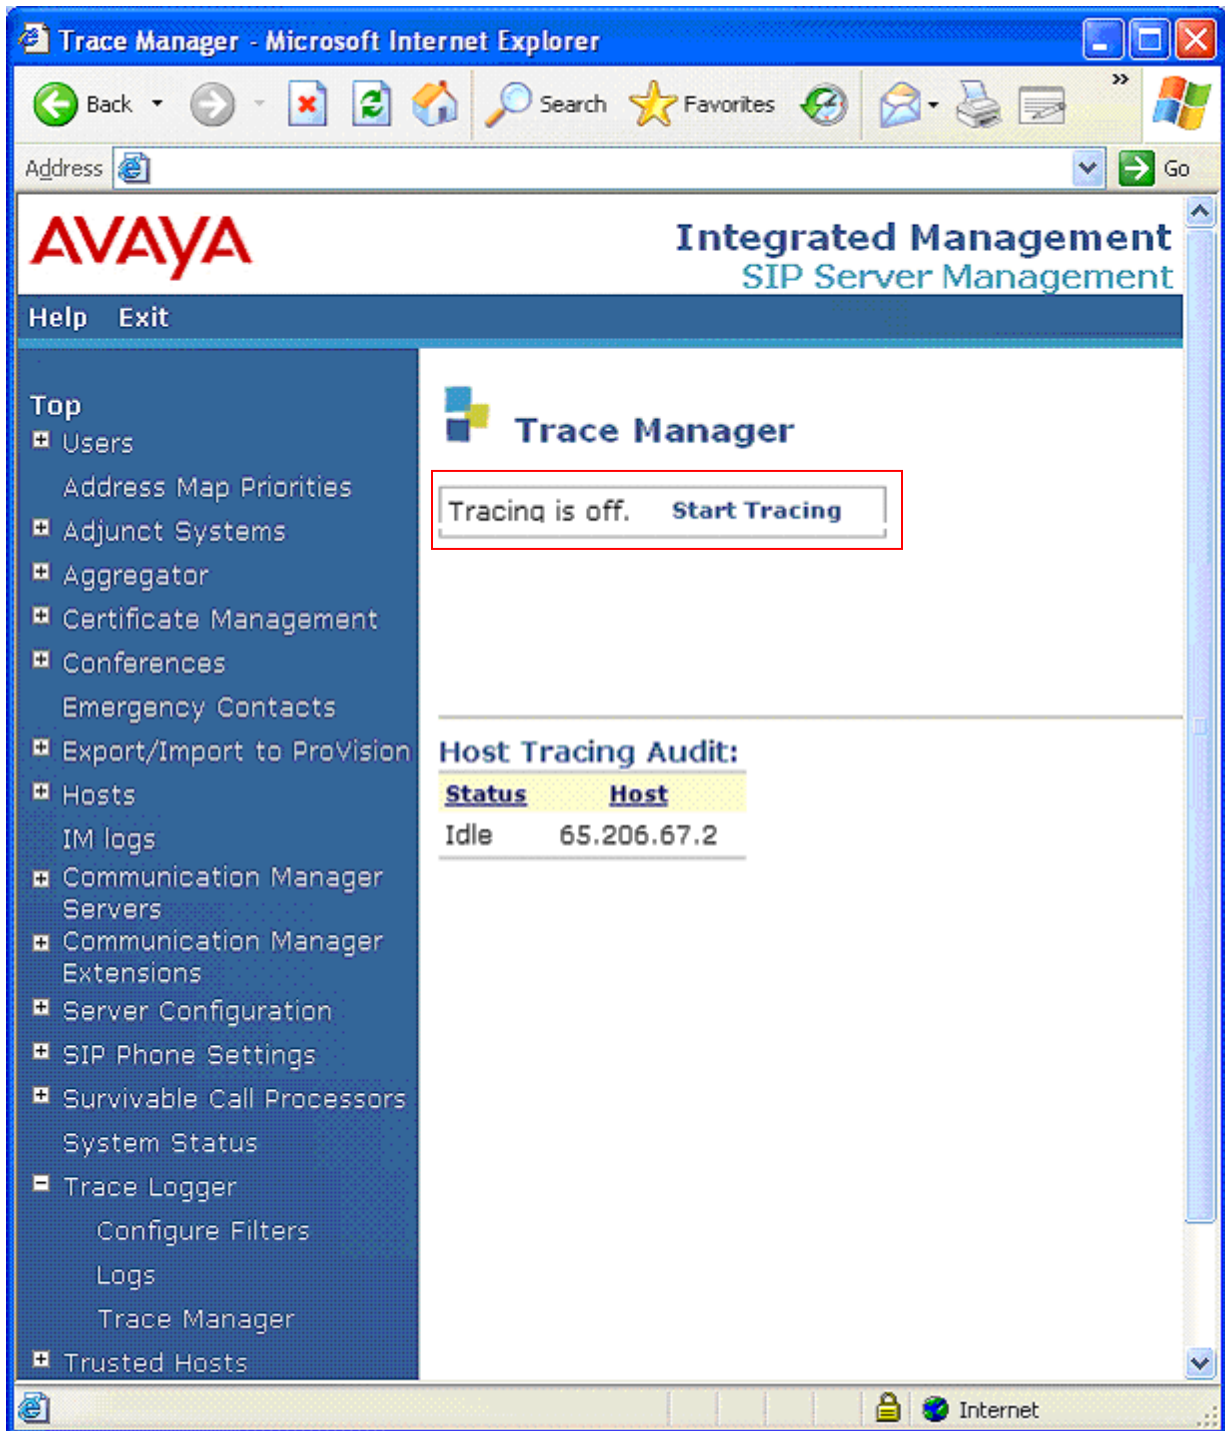 Trace Manager - Microsoft Internet Explorer
Back Search Favorites »
Address Go
AVAYA
Integrated Management
SIP Server Management
Help Exit
Top
Users
Address Map Priorities
Adjunct Systems
Aggregator
Certificate Management
Conferences
Emergency Contacts
Export/Import to ProVision
Hosts
IM logs
Communication Manager
Servers
Communication Manager
Extensions
Server Configuration
SIP Phone Settings
Survivable Call Processors
System Status
Trace Logger
Configure Filters
Logs
Trace Manager
Trusted Hosts
Trace Manager
Tracing is off. Start Tracing
Host Tracing Audit:
Status Host
Idle 65.206.67.2
Internet